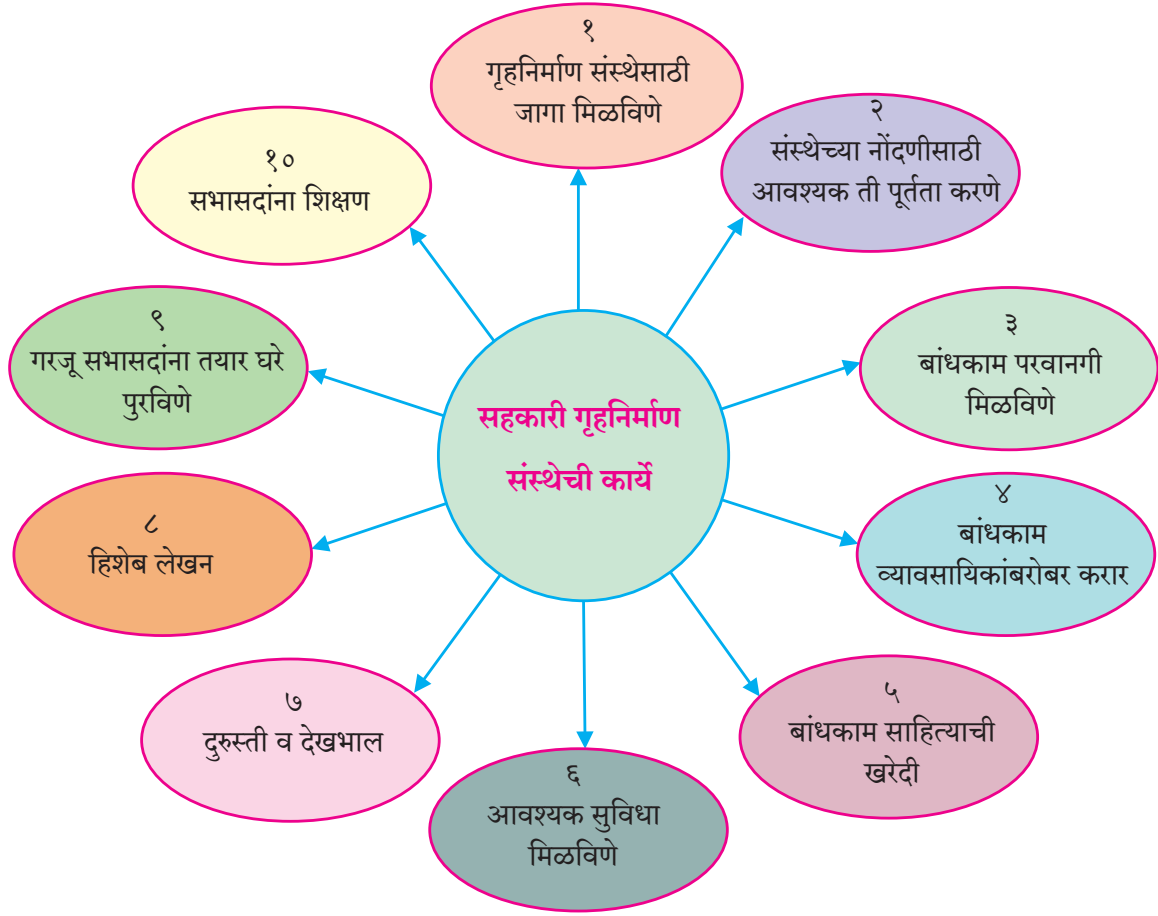 सहकारी गृहनिर्माण
संस्थेची कार्ये
१
गृहनिर्माण संस्थेसाठी
जागा मिळविणे
२
संस्थेच्या नोंदणीसाठी
आवश्यक ती पूर्तता करणे
३
बांधकाम परवानगी
मिळविणे
४
बांधकाम
व्यावसायिकांबरोबर करार
५
बांधकाम साहित्याची
खरेदी
६
आवश्यक सुविधा
मिळविणे
७
दुरुस्ती व देखभाल
८
हिशेब लेखन
९
गरजू सभासदांना तयार घरे
पुरविणे
१०
सभासदांना शिक्षण